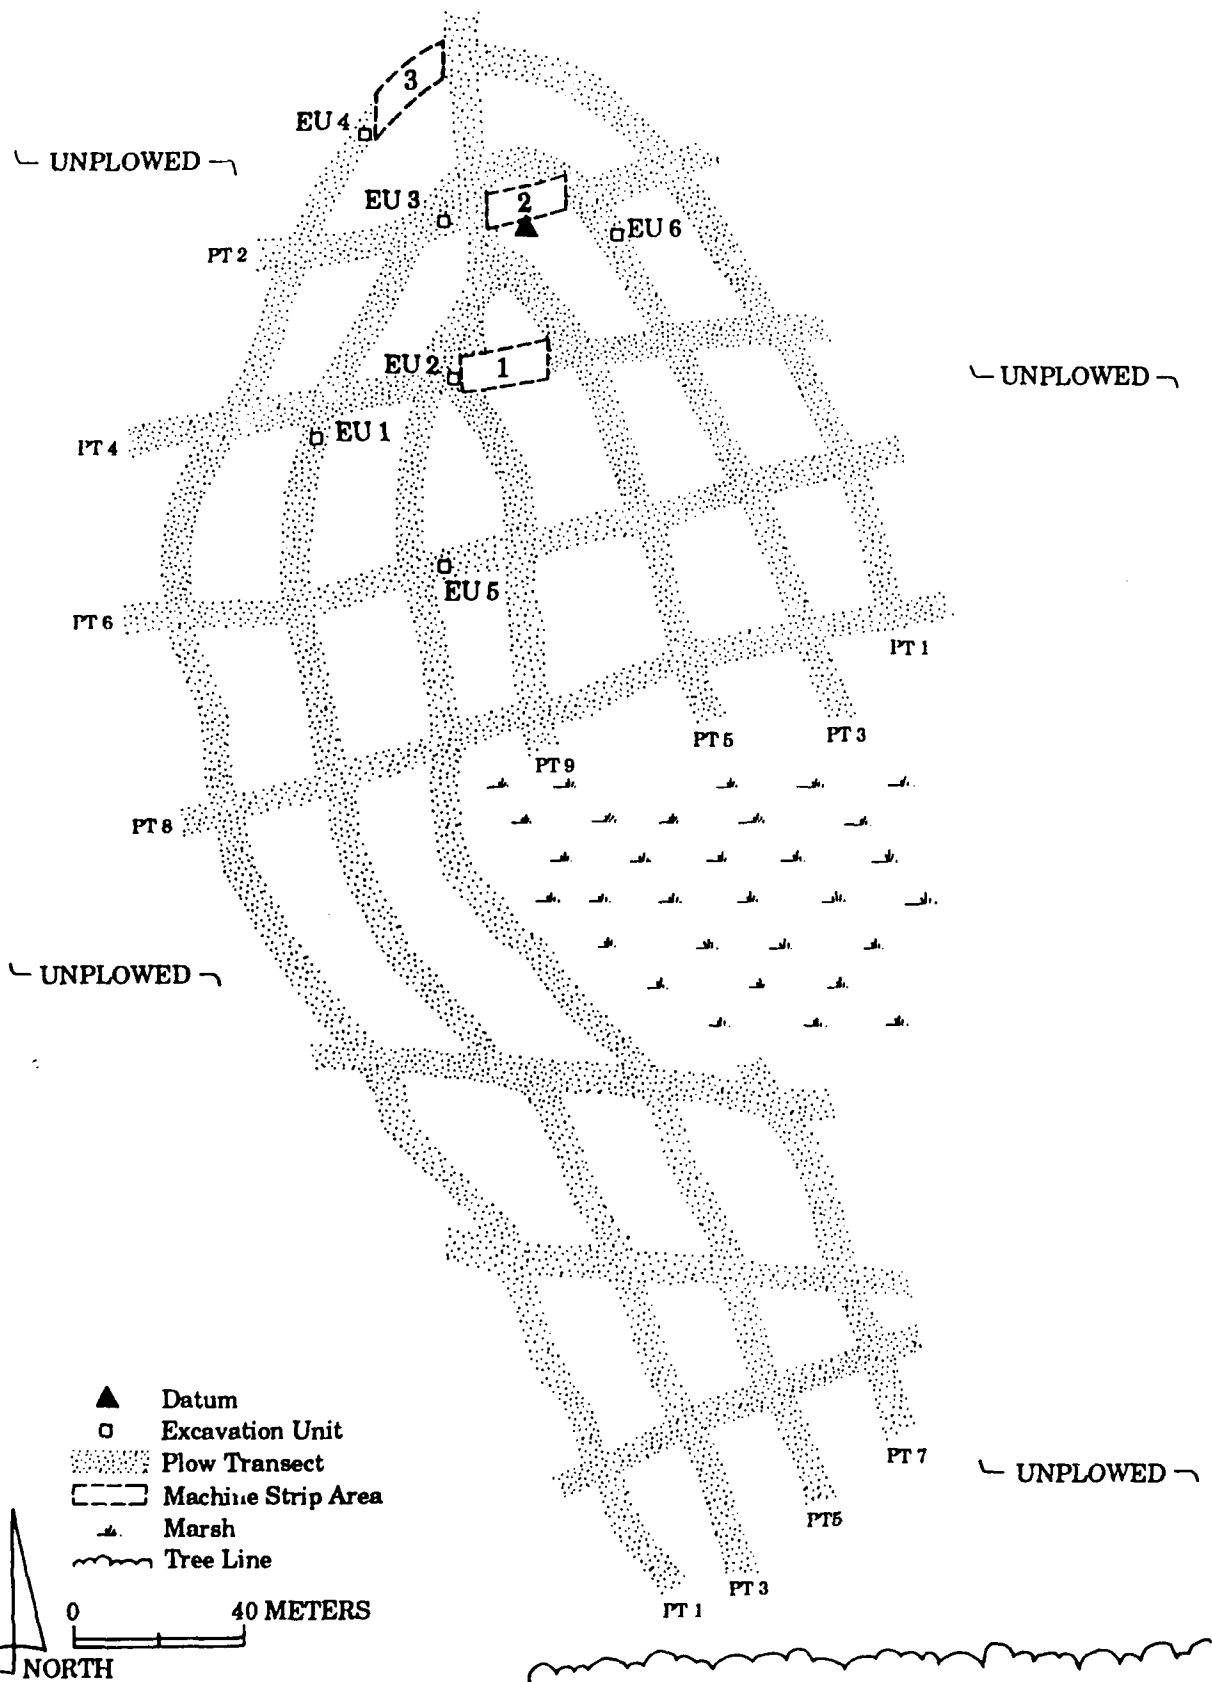 3
EU 4
UNPLOWED
EU 3
2
EU 6
PT 2
EU 2
1
UNPLOWED
EU 1
PT 4
EU 5
PT 6
PT 1
PT 5
PT 3
PT 9
PT 8
UNPLOWED
Datum
Excavation Unit
Plow Transect
Machine Strip Area
Marsh
Tree Line
PT 7
UNPLOWED
PT5
PT 3
PT 1
0 40 METERS
NORTH